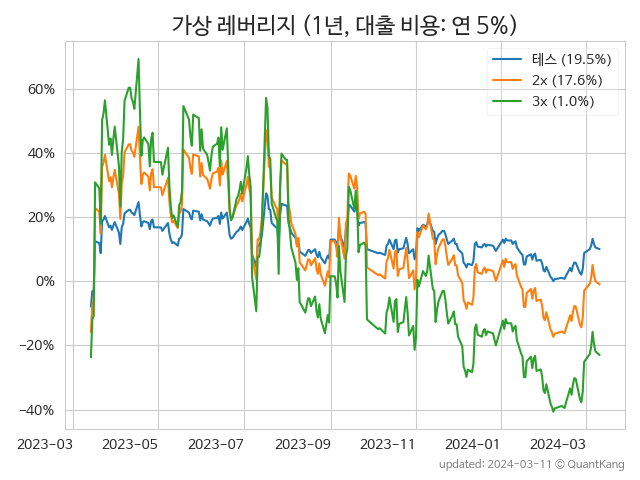 가상 레버리지 (1년, 대출 비용: 연 5%)
테스 (19.5%)
2x (17.6%)
3x (1.0%)
60%
40%
20%
0%
−20%
−40%
2023-03 2023-05 2023-07 2023-09 2023-11 2024-01 2024-03
updated: 2024-03-11 © QuantKang